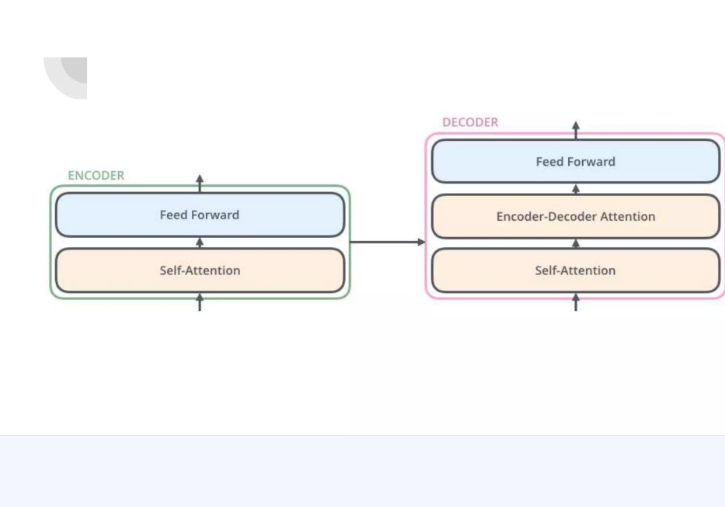 DECODER
Feed Forward
ENCODER
Feed Forward
Encoder-Decoder Attention
Self-Attention
Self-Attention